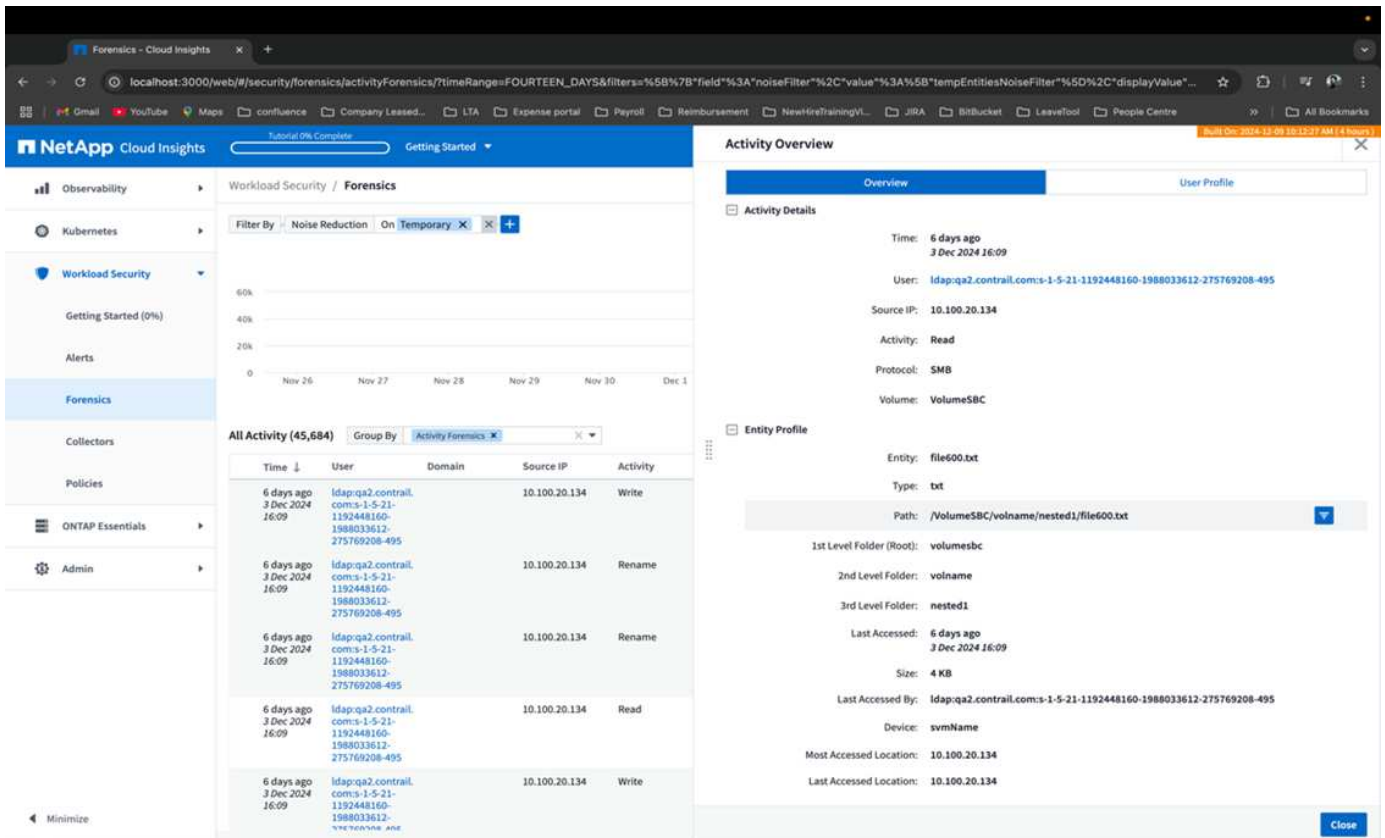 Forensics - Cloud Insights
localhost:3000/web/#/security/forensics/activityForensics/?timeRange=FOURTEEN_DAYS&filters=%5B%7B"field"%3A"noiseFilter"%2C"value"%3A%5B"tempEntitiesNoiseFilter"%5D%2C"displayValue"...
Gmail YouTube Maps confluence Company Leased... LTA Expense portal Payroll Reimbursement NewHireTrainingVi... JIRA BitBucket LeaveTool People Centre » All Bookmarks
NetApp Cloud Insights
Tutorial 0% Complete
Getting Started
Built On: 2024-12-09 10:12:27 AM ( 4 hours )
Observability
Kubernetes
Workload Security
Getting Started (0%)
Alerts
Forensics
Collectors
Policies
ONTAP Essentials
Admin
Minimize
Workload Security / Forensics
Filter By Noise Reduction On Temporary X X +
60k
40k
20k
0
Nov 26 Nov 27 Nov 28 Nov 29 Nov 30 Dec 1
All Activity (45,684) Group By Activity Forensics X
Time ↓ User Domain Source IP Activity
6 days ago ldap:qa2.contrail. 10.100.20.134 Write
3 Dec 2024 com:s-1-5-21-
16:09 1192448160-
1988033612-
275769208-495
6 days ago ldap:qa2.contrail. 10.100.20.134 Rename
3 Dec 2024 com:s-1-5-21-
16:09 1192448160-
1988033612-
275769208-495
6 days ago ldap:qa2.contrail. 10.100.20.134 Rename
3 Dec 2024 com:s-1-5-21-
16:09 1192448160-
1988033612-
275769208-495
6 days ago ldap:qa2.contrail. 10.100.20.134 Read
3 Dec 2024 com:s-1-5-21-
16:09 1192448160-
1988033612-
275769208-495
6 days ago ldap:qa2.contrail. 10.100.20.134 Write
3 Dec 2024 com:s-1-5-21-
16:09 1192448160-
1988033612-
275769208-495
Activity Overview
Overview User Profile
Activity Details
Time: 6 days ago
3 Dec 2024 16:09
User: ldap:qa2.contrail.com:s-1-5-21-1192448160-1988033612-275769208-495
Source IP: 10.100.20.134
Activity: Read
Protocol: SMB
Volume: VolumeSBC
Entity Profile
Entity: file600.txt
Type: txt
Path: /VolumeSBC/volname/nested1/file600.txt
1st Level Folder (Root): volumesbc
2nd Level Folder: volname
3rd Level Folder: nested1
Last Accessed: 6 days ago
3 Dec 2024 16:09
Size: 4 KB
Last Accessed By: ldap:qa2.contrail.com:s-1-5-21-1192448160-1988033612-275769208-495
Device: svmName
Most Accessed Location: 10.100.20.134
Last Accessed Location: 10.100.20.134
Close